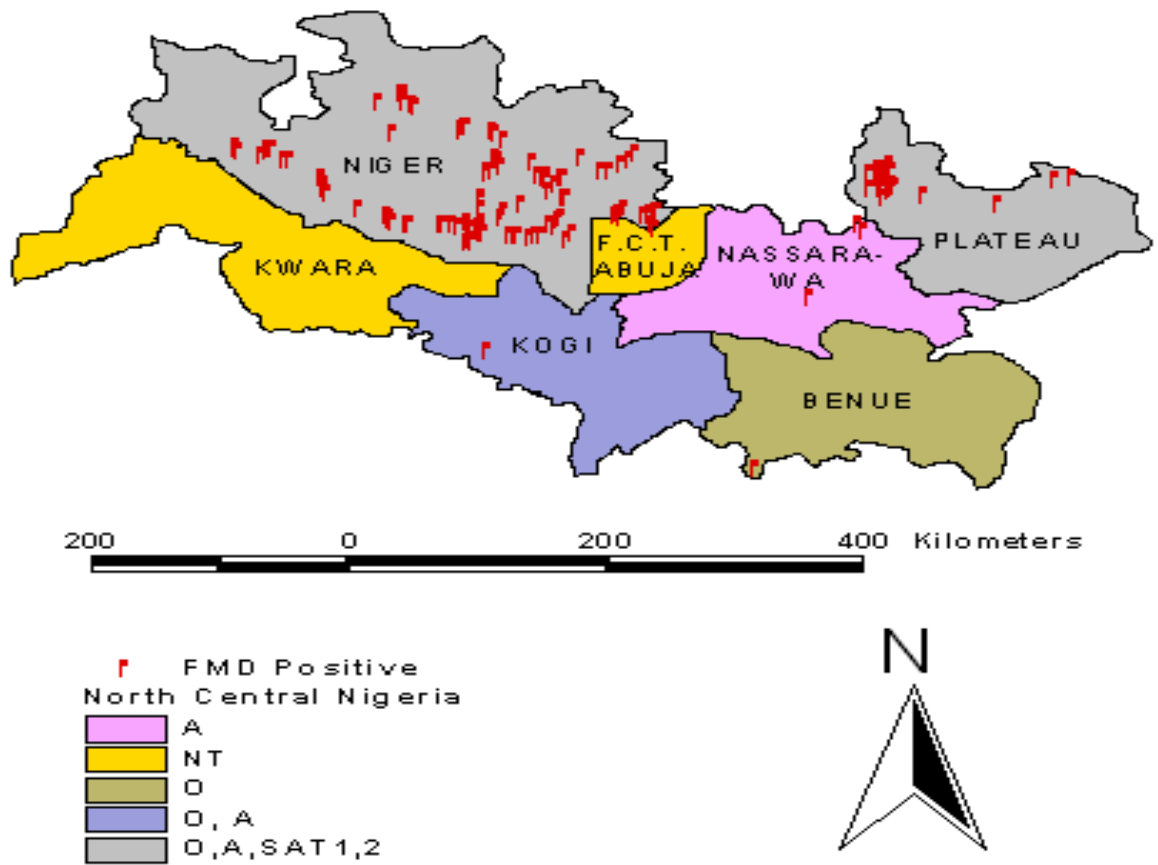 NIGER
F.C.T.
ABUJA
NASSARA-
WA
PLATEAU
KWARA
KOGI
BENUE
200 0 200 400 Kilometers
FMD Positive
North Central Nigeria
A
NT
O
O, A
O,A,SAT1,2
N